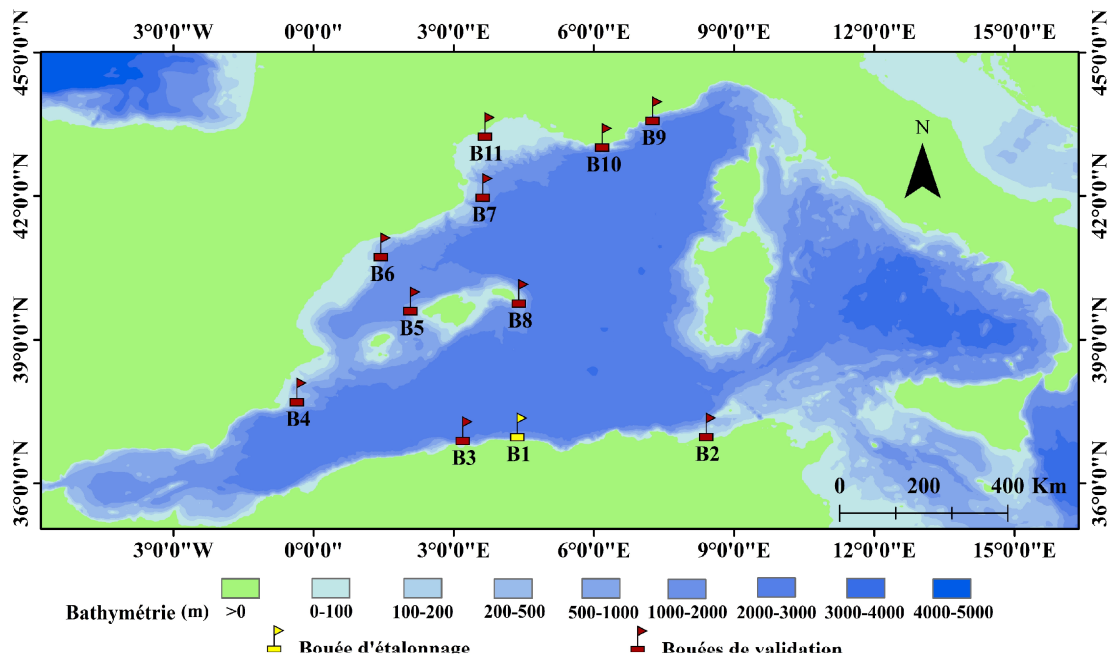 3°0'0"W 0°0'0" 3°0'0"E 6°0'0"E 9°0'0"E 12°0'0"E 15°0'0"E
45°0'0"N 45°0'0"N
B9
N
B11 B10
42°0'0"N 42°0'0"N
B7
B6
B5 B8
39°0'0"N 39°0'0"N
B4
B3 B1 B2
36°0'0"N 36°0'0"N
0 200 400 Km
3°0'0"W 0°0'0" 3°0'0"E 6°0'0"E 9°0'0"E 12°0'0"E 15°0'0"E
Bathymétrie (m) >0 0-100 100-200 200-500 500-1000 1000-2000 2000-3000 3000-4000 4000-5000
Bouée d'étalonnage Bouées de validation